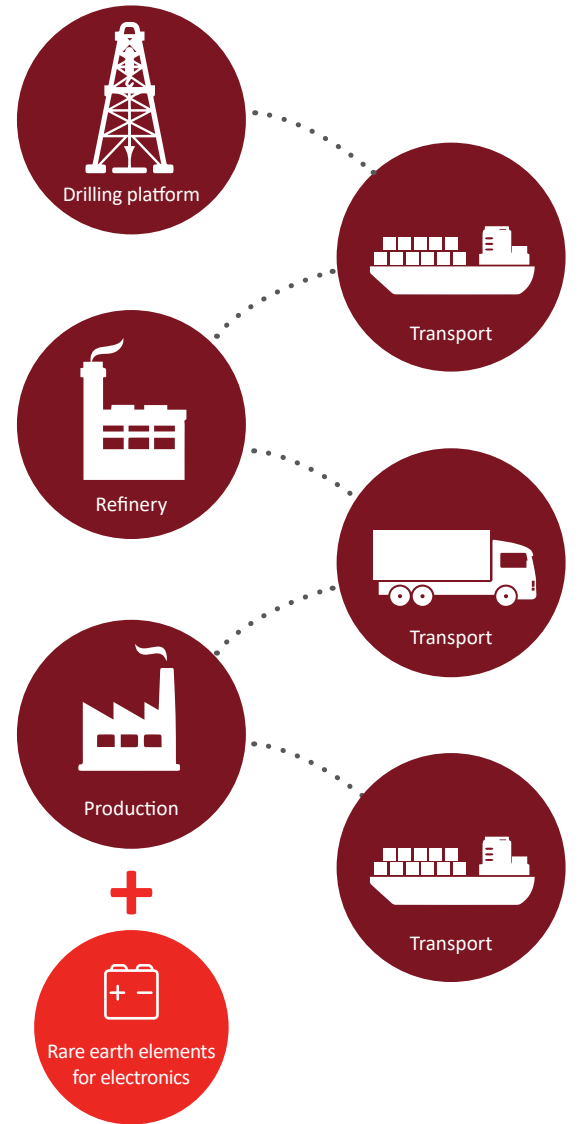 Drilling platform
Transport
Refinery
Transport
Production
Transport
Rare earth elements
for electronics